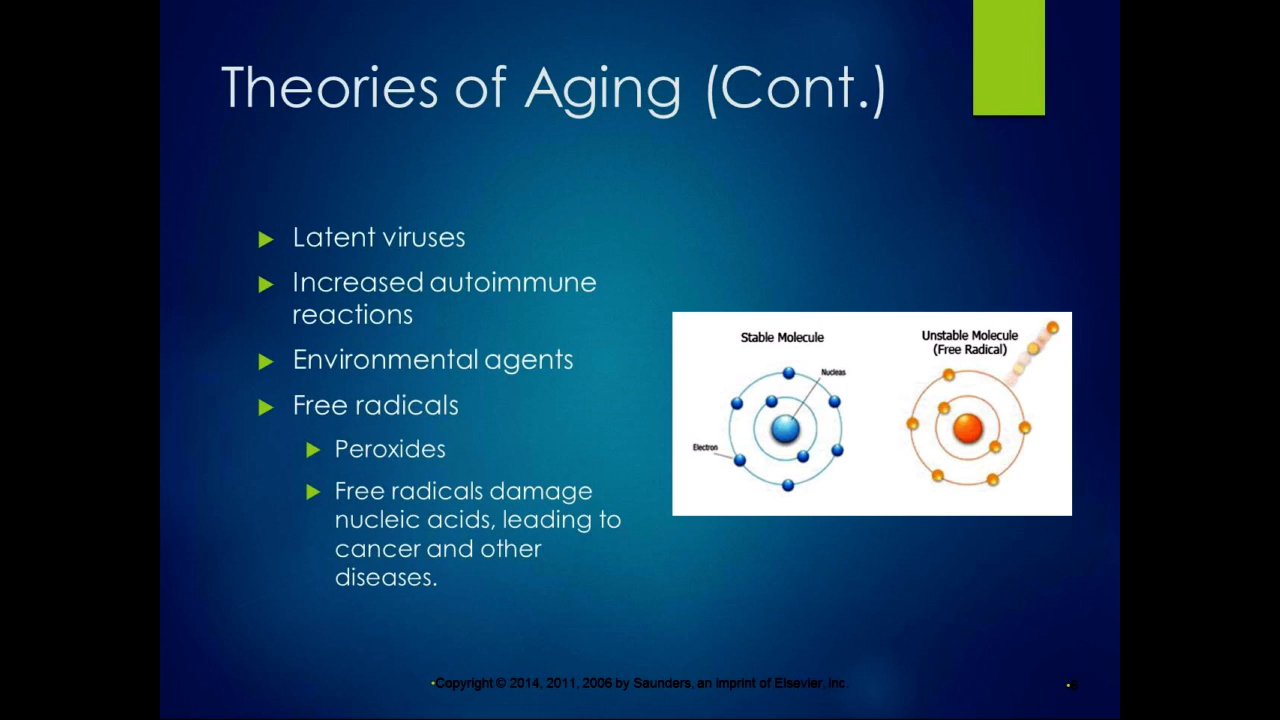 Theories of Aging (Cont.)
Latent viruses
Increased autoimmune
reactions
Environmental agents
Free radicals
Peroxides
Free radicals damage
nucleic acids, leading to
cancer and other
diseases.
Stable Molecule
Nucleas
Electron
Unstable Molecule
(Free Radical)
Copyright © 2014, 2011, 2006 by Saunders, an imprint of Elsevier, Inc.